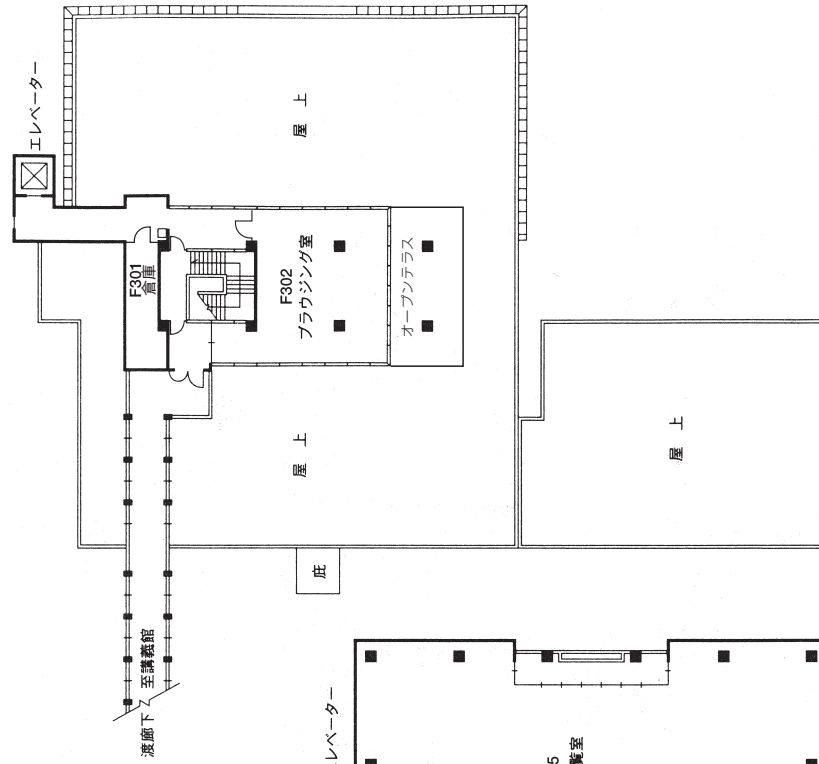 エレベーター
屋 上
F301
倉庫
F302
ブラウジング室
オープンテラス
屋 上
屋 上
庇
渡廊下 至講義館
レベーター
5
覧室